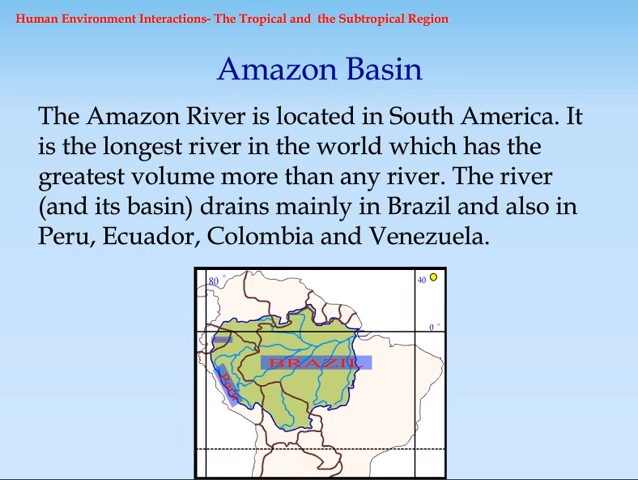 Human Environment Interactions- The Tropical and the Subtropical Region
Amazon Basin
The Amazon River is located in South America. It
is the longest river in the world which has the
greatest volume more than any river. The river
(and its basin) drains mainly in Brazil and also in
Peru, Ecuador, Colombia and Venezuela.
80 °
40
0 °
BRAZIL
Peru